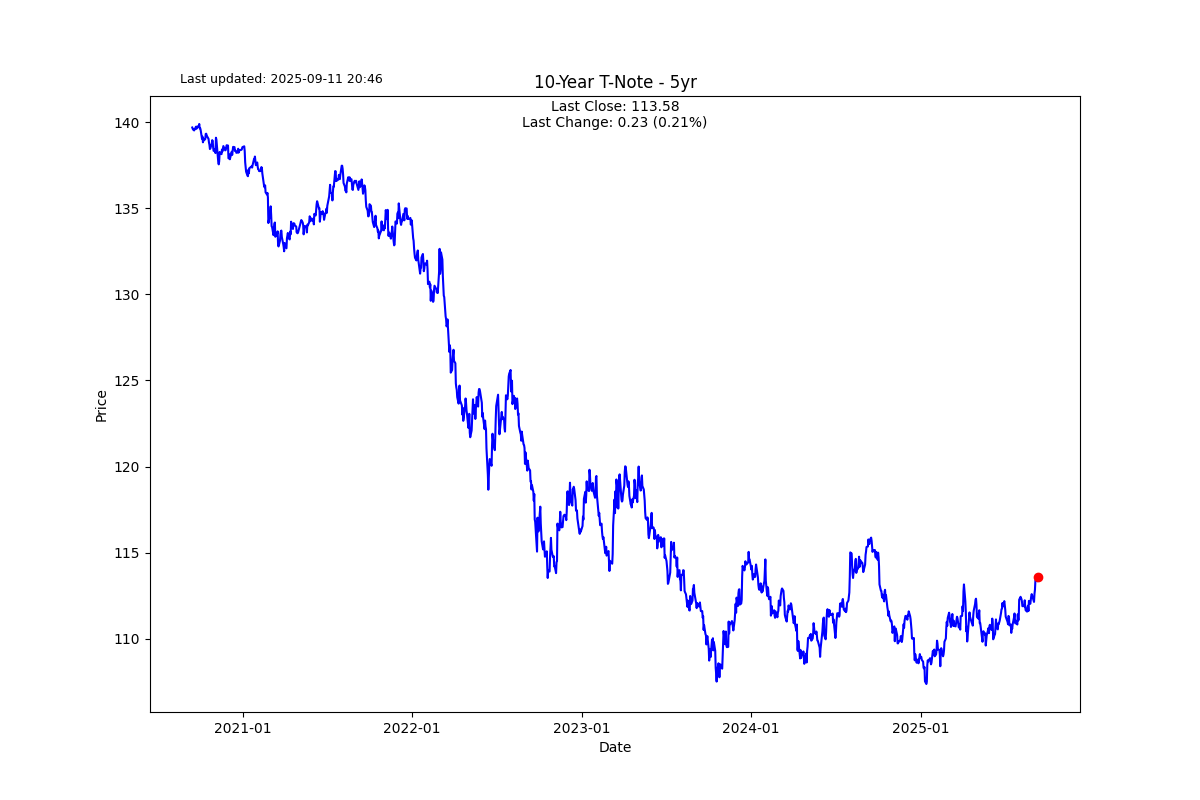 Last updated: 2025-09-11 20:46
10-Year T-Note - 5yr
Last Close: 113.58
Last Change: 0.23 (0.21%)
140
135
130
125
120
115
110
Price
2021-01
2022-01
2023-01
2024-01
2025-01
Date